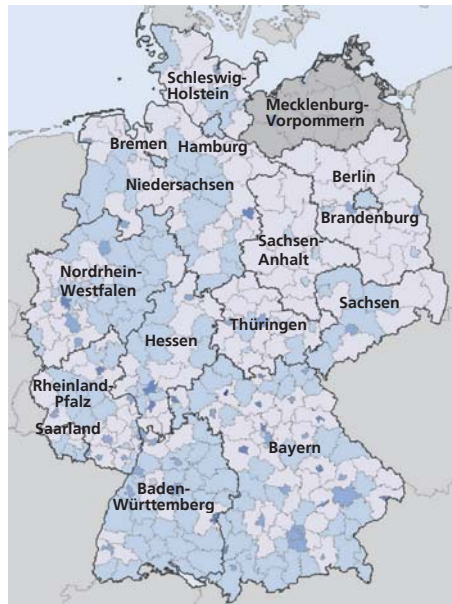 Schleswig-
Holstein
Mecklenburg-
Vorpommern
Bremen
Hamburg
Niedersachsen
Berlin
Brandenburg
Sachsen-
Anhalt
Nordrhein-
Westfalen
Sachsen
Thüringen
Hessen
Rheinland-
Pfalz
Saarland
Bayern
Baden-
Württemberg